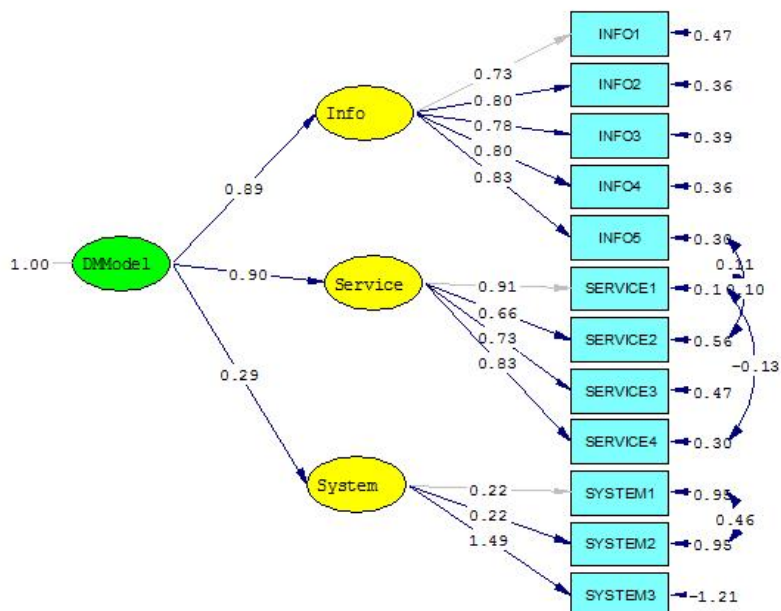 INFO1
0.47
0.73
INFO2
0.36
0.80
Info
0.78
INFO3
0.39
0.80
0.83
INFO4
0.36
0.89
INFO5
0.30
1.00
DMModel
0.90
Service
0.91
SERVICE1
0.10
0.66
SERVICE2
0.56
0.73
-0.13
0.83
SERVICE3
0.47
0.29
SERVICE4
0.30
System
0.22
SYSTEM1
0.95
0.22
0.46
1.49
SYSTEM2
0.95
SYSTEM3
-1.21